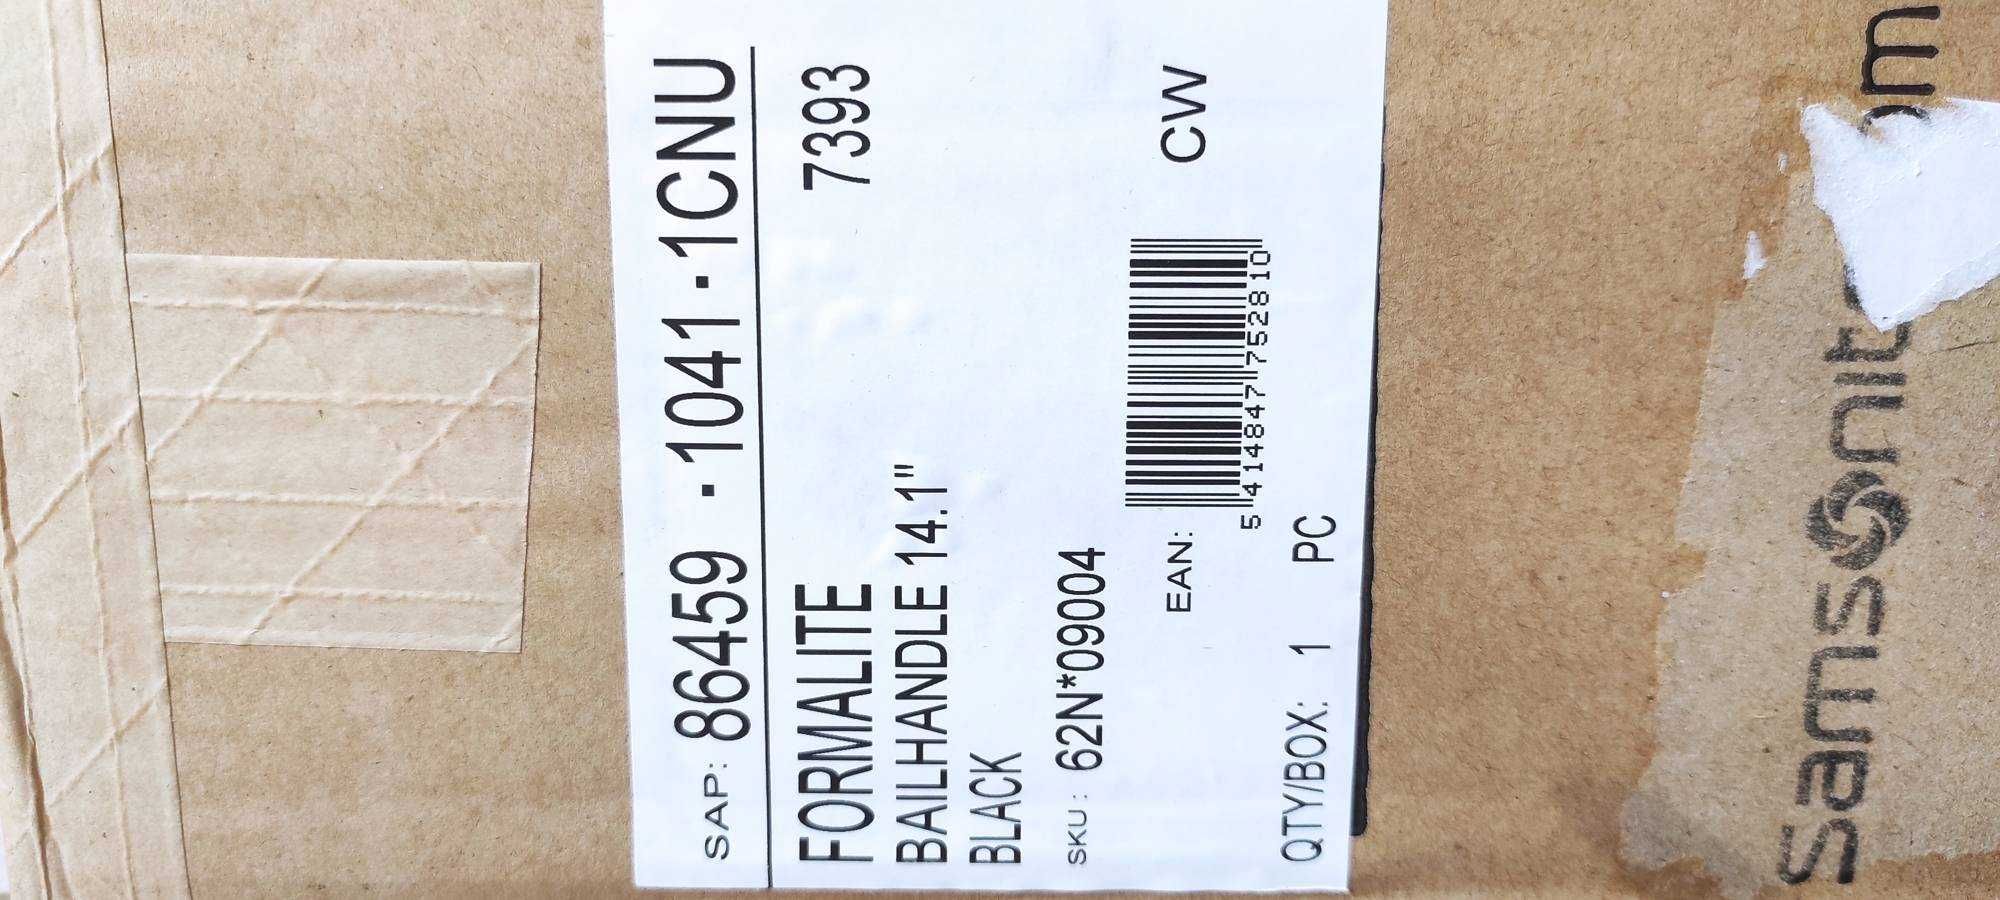 SAP: 86459 · 1041 · 1CNU
FORMALITE 7393
BAILHANDLE 14.1"
BLACK
SKU: 62N*09004
EAN: CW
5 414847 752810
QTY/BOX: 1 PC